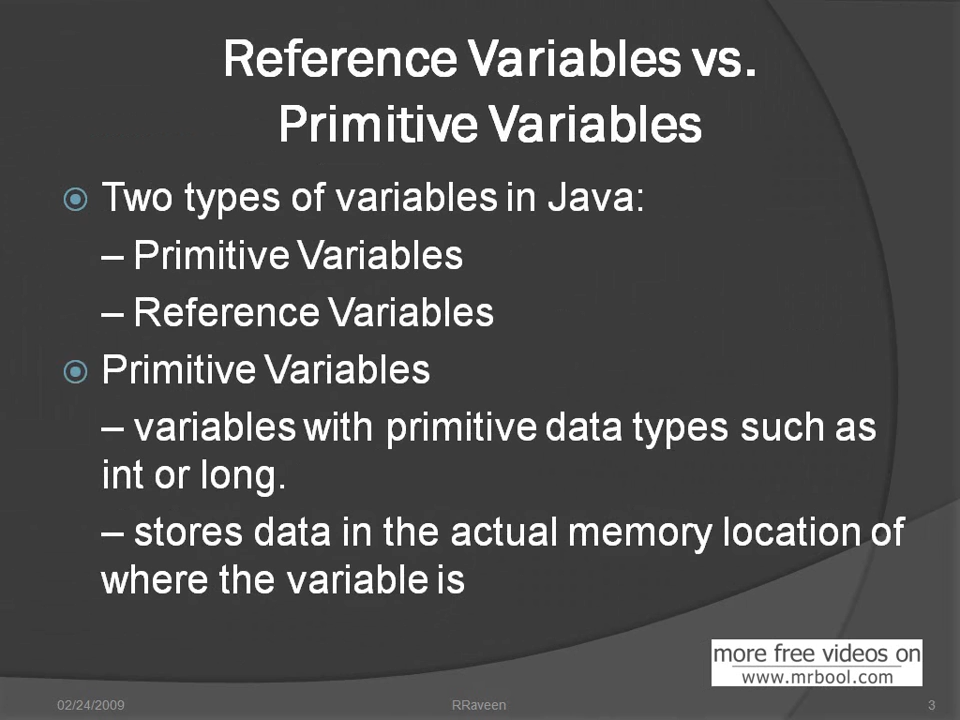 Reference Variables vs.
Primitive Variables
Two types of variables in Java:
– Primitive Variables
– Reference Variables
Primitive Variables
– variables with primitive data types such as
int or long.
– stores data in the actual memory location of
where the variable is
more free videos on
www.mrbool.com
02/24/2009 RRaveen 3